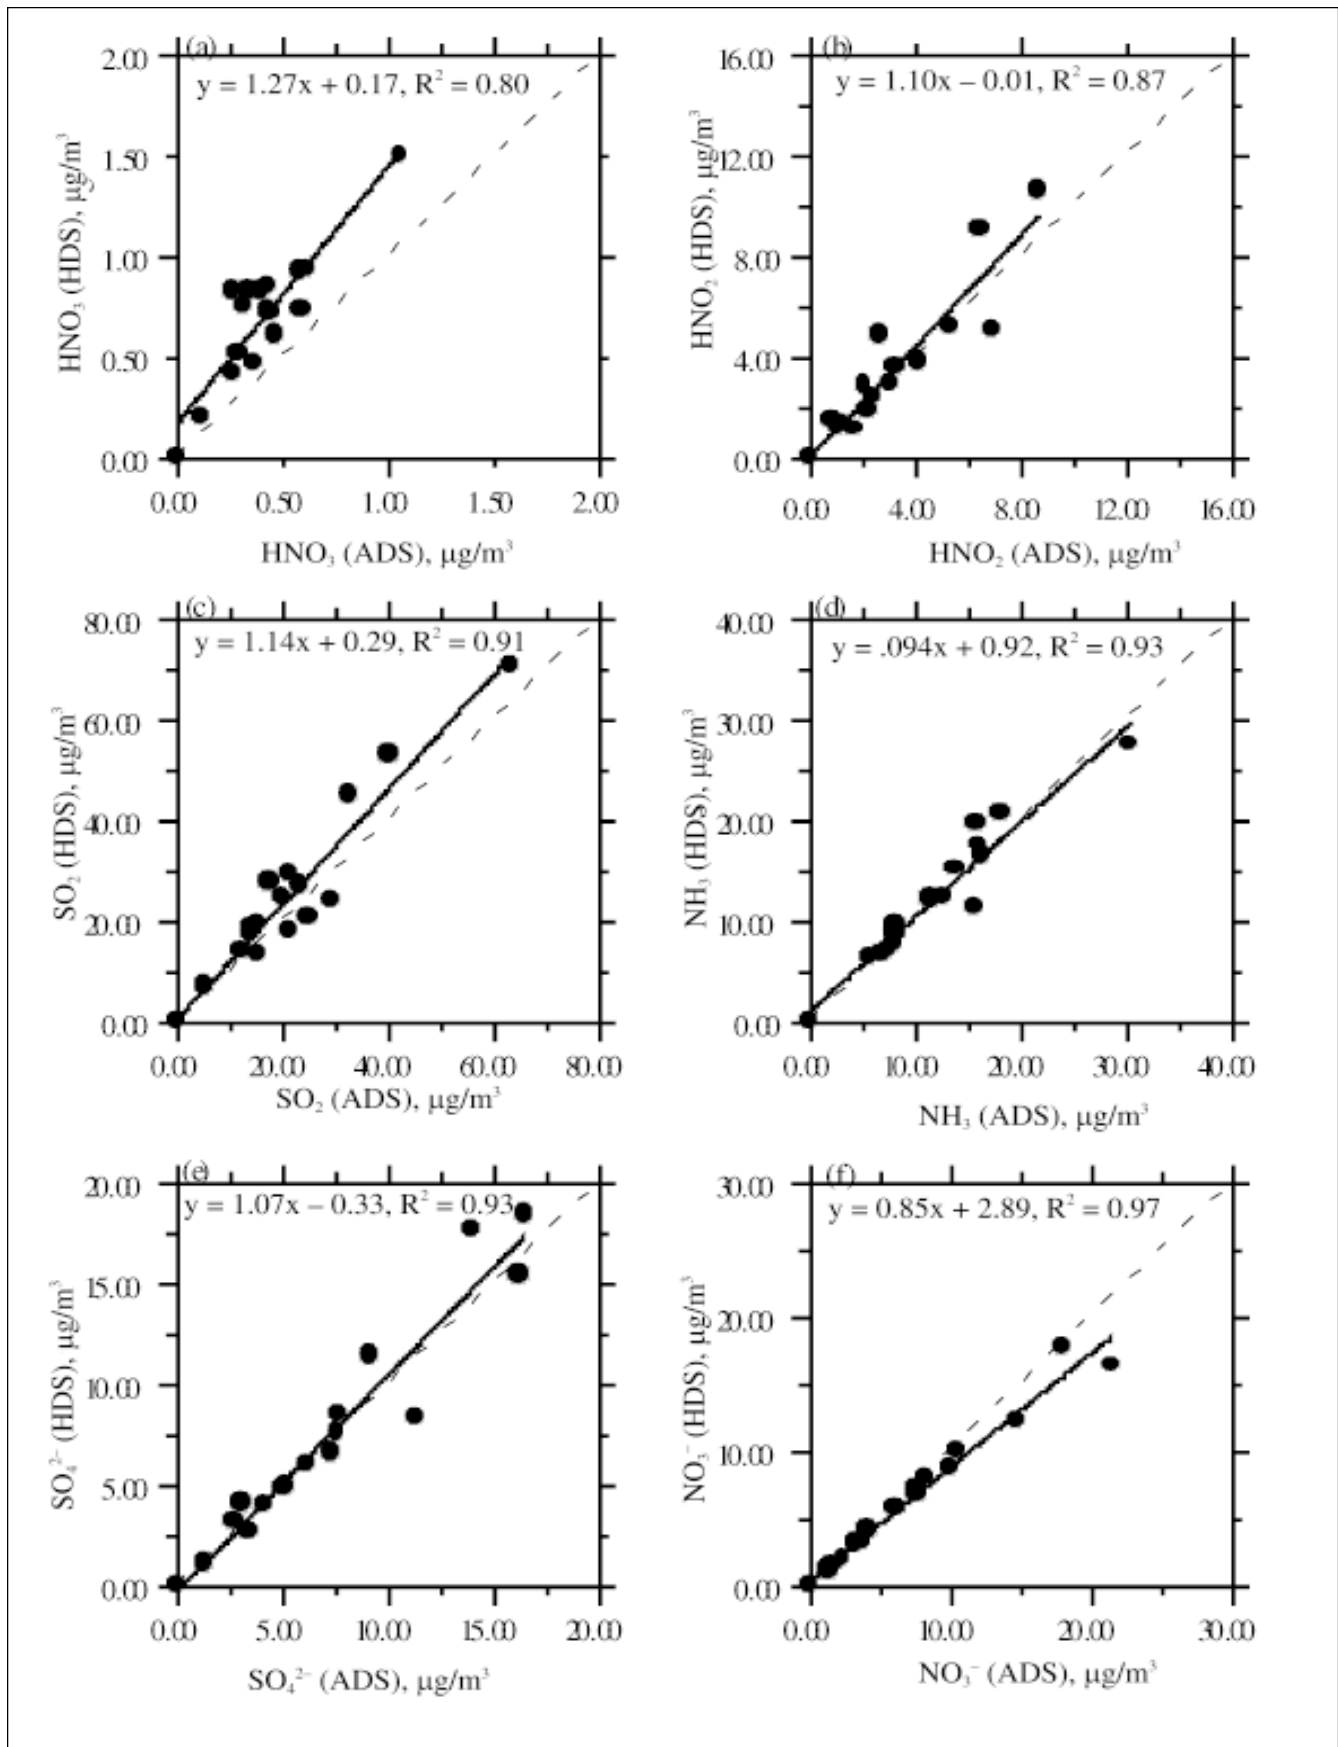 (a)
y = 1.27x + 0.17, R² = 0.80
2.00
1.50
1.00
0.50
0.00
HNO₃ (HDS), μg/m³
0.00 0.50 1.00 1.50 2.00
HNO₃ (ADS), μg/m³
(b)
y = 1.10x – 0.01, R² = 0.87
16.00
12.00
8.00
4.00
0.00
HNO₂ (HDS), μg/m³
0.00 4.00 8.00 12.00 16.00
HNO₂ (ADS), μg/m³
(c)
y = 1.14x + 0.29, R² = 0.91
80.00
60.00
40.00
20.00
0.00
SO₂ (HDS), μg/m³
0.00 20.00 40.00 60.00 80.00
SO₂ (ADS), μg/m³
(d)
y = .094x + 0.92, R² = 0.93
40.00
30.00
20.00
10.00
0.00
NH₃ (HDS), μg/m³
0.00 10.00 20.00 30.00 40.00
NH₃ (ADS), μg/m³
(e)
y = 1.07x – 0.33, R² = 0.93
20.00
15.00
10.00
5.00
0.00
SO₄²⁻ (HDS), μg/m³
0.00 5.00 10.00 15.00 20.00
SO₄²⁻ (ADS), μg/m³
(f)
y = 0.85x + 2.89, R² = 0.97
30.00
20.00
10.00
0.00
NO₃⁻ (HDS), μg/m³
0.00 10.00 20.00 30.00
NO₃⁻ (ADS), μg/m³